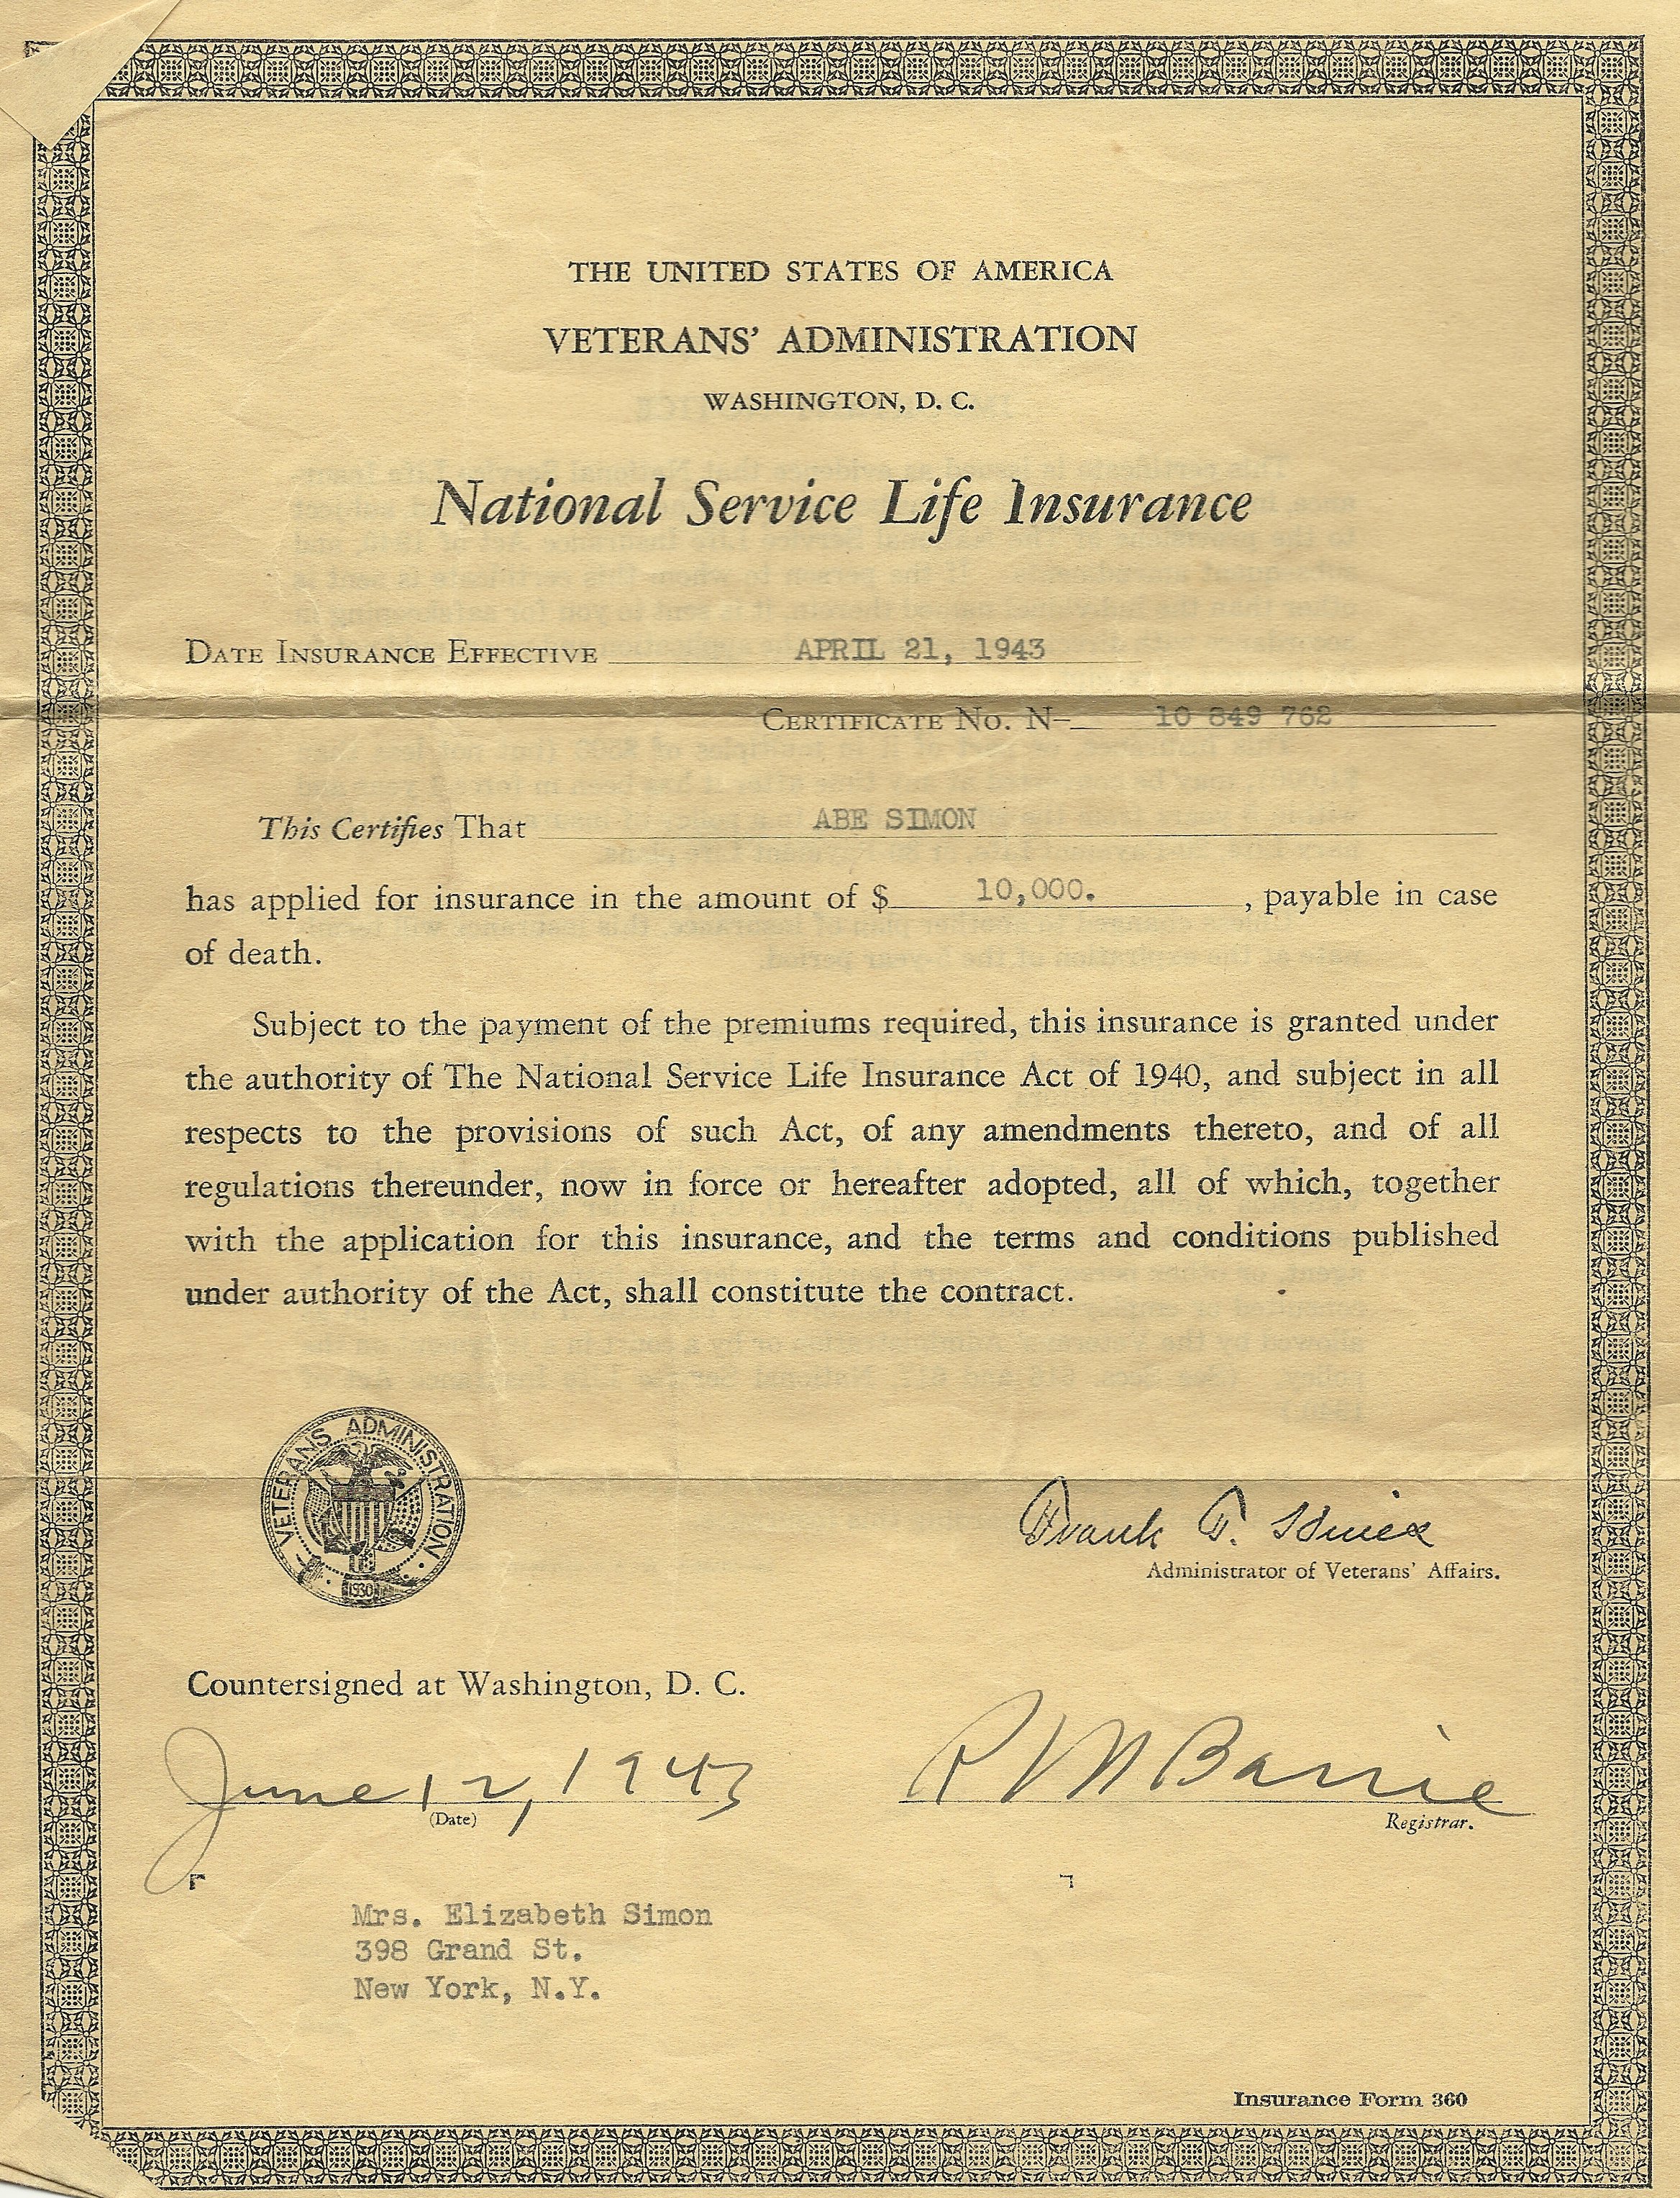 THE UNITED STATES OF AMERICA
VETERANS' ADMINISTRATION
WASHINGTON, D. C.
National Service Life Insurance
DATE INSURANCE EFFECTIVE APRIL 21, 1943
CERTIFICATE NO. N- 10 849 762
This Certifies That ABE SIMON
has applied for insurance in the amount of $ 10,000. , payable in case
of death.
Subject to the payment of the premiums required, this insurance is granted under
the authority of The National Service Life Insurance Act of 1940, and subject in all
respects to the provisions of such Act, of any amendments thereto, and of all
regulations thereunder, now in force or hereafter adopted, all of which, together
with the application for this insurance, and the terms and conditions published
under authority of the Act, shall constitute the contract.
VETERANS ADMINISTRATION
1930
Frank T. Hines
Administrator of Veterans' Affairs.
Countersigned at Washington, D. C.
June 12, 1943
(Date)
R M Barrie
Registrar.
Mrs. Elizabeth Simon
398 Grand St.
New York, N.Y.
Insurance Form 360